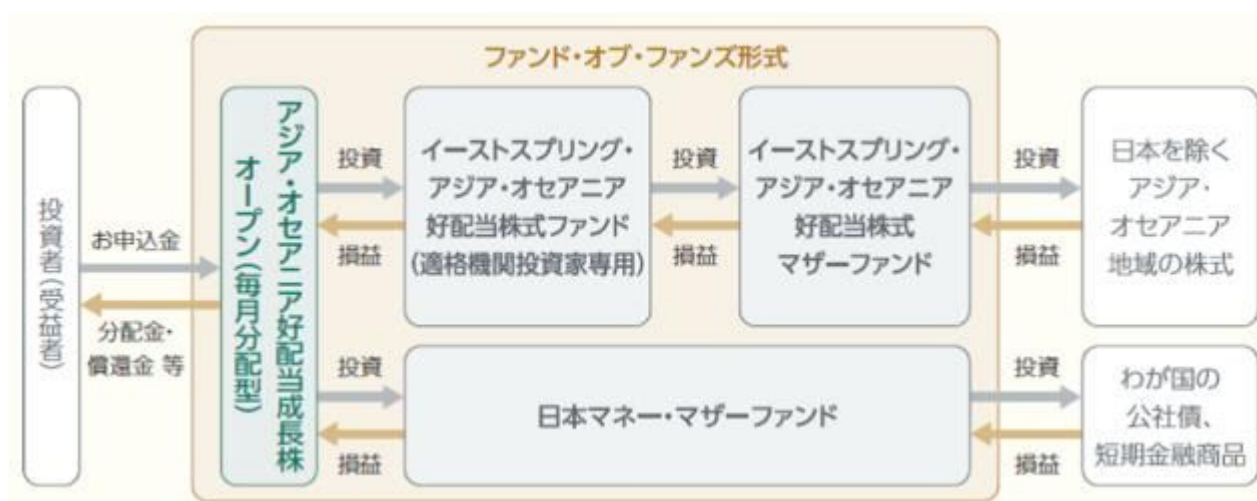 ファンド・オブ・ファンズ形式
投資者(受益者)
お申込金
分配金・
償還金 等
アジア・オセアニア好配当成長株
オープン(毎月分配型)
投資
損益
イーストスプリング・
アジア・オセアニア
好配当株式ファンド
(適格機関投資家専用)
投資
損益
イーストスプリング・
アジア・オセアニア
好配当株式
マザーファンド
投資
損益
日本を除く
アジア・
オセアニア
地域の株式
投資
損益
日本マネー・マザーファンド
投資
損益
わが国の
公社債、
短期金融商品